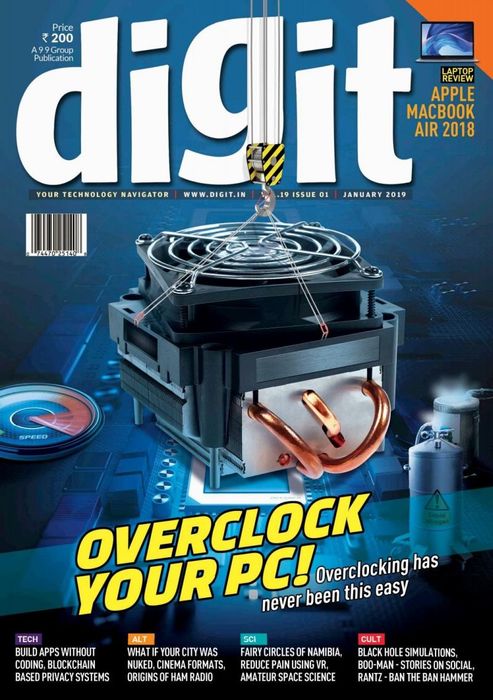 Price
₹ 200
A 9 9 Group
Publication
digit
LAPTOP
REVIEW
APPLE
MACBOOK
AIR 2018
YOUR TECHNOLOGY NAVIGATOR | WWW.DIGIT.IN | .19 ISSUE 01 | JANUARY 2019
SPEED
OVERCLOCK
YOUR PC!
Overclocking has
never been this easy
TECH
BUILD APPS WITHOUT
CODING, BLOCKCHAIN
BASED PRIVACY SYSTEMS
ALT
WHAT IF YOUR CITY WAS
NUKED, CINEMA FORMATS,
ORIGINS OF HAM RADIO
SCI
FAIRY CIRCLES OF NAMIBIA,
REDUCE PAIN USING VR,
AMATEUR SPACE SCIENCE
CULT
BLACK HOLE SIMULATIONS,
BOO-MAN - STORIES ON SOCIAL,
RANTZ - BAN THE BAN HAMMER